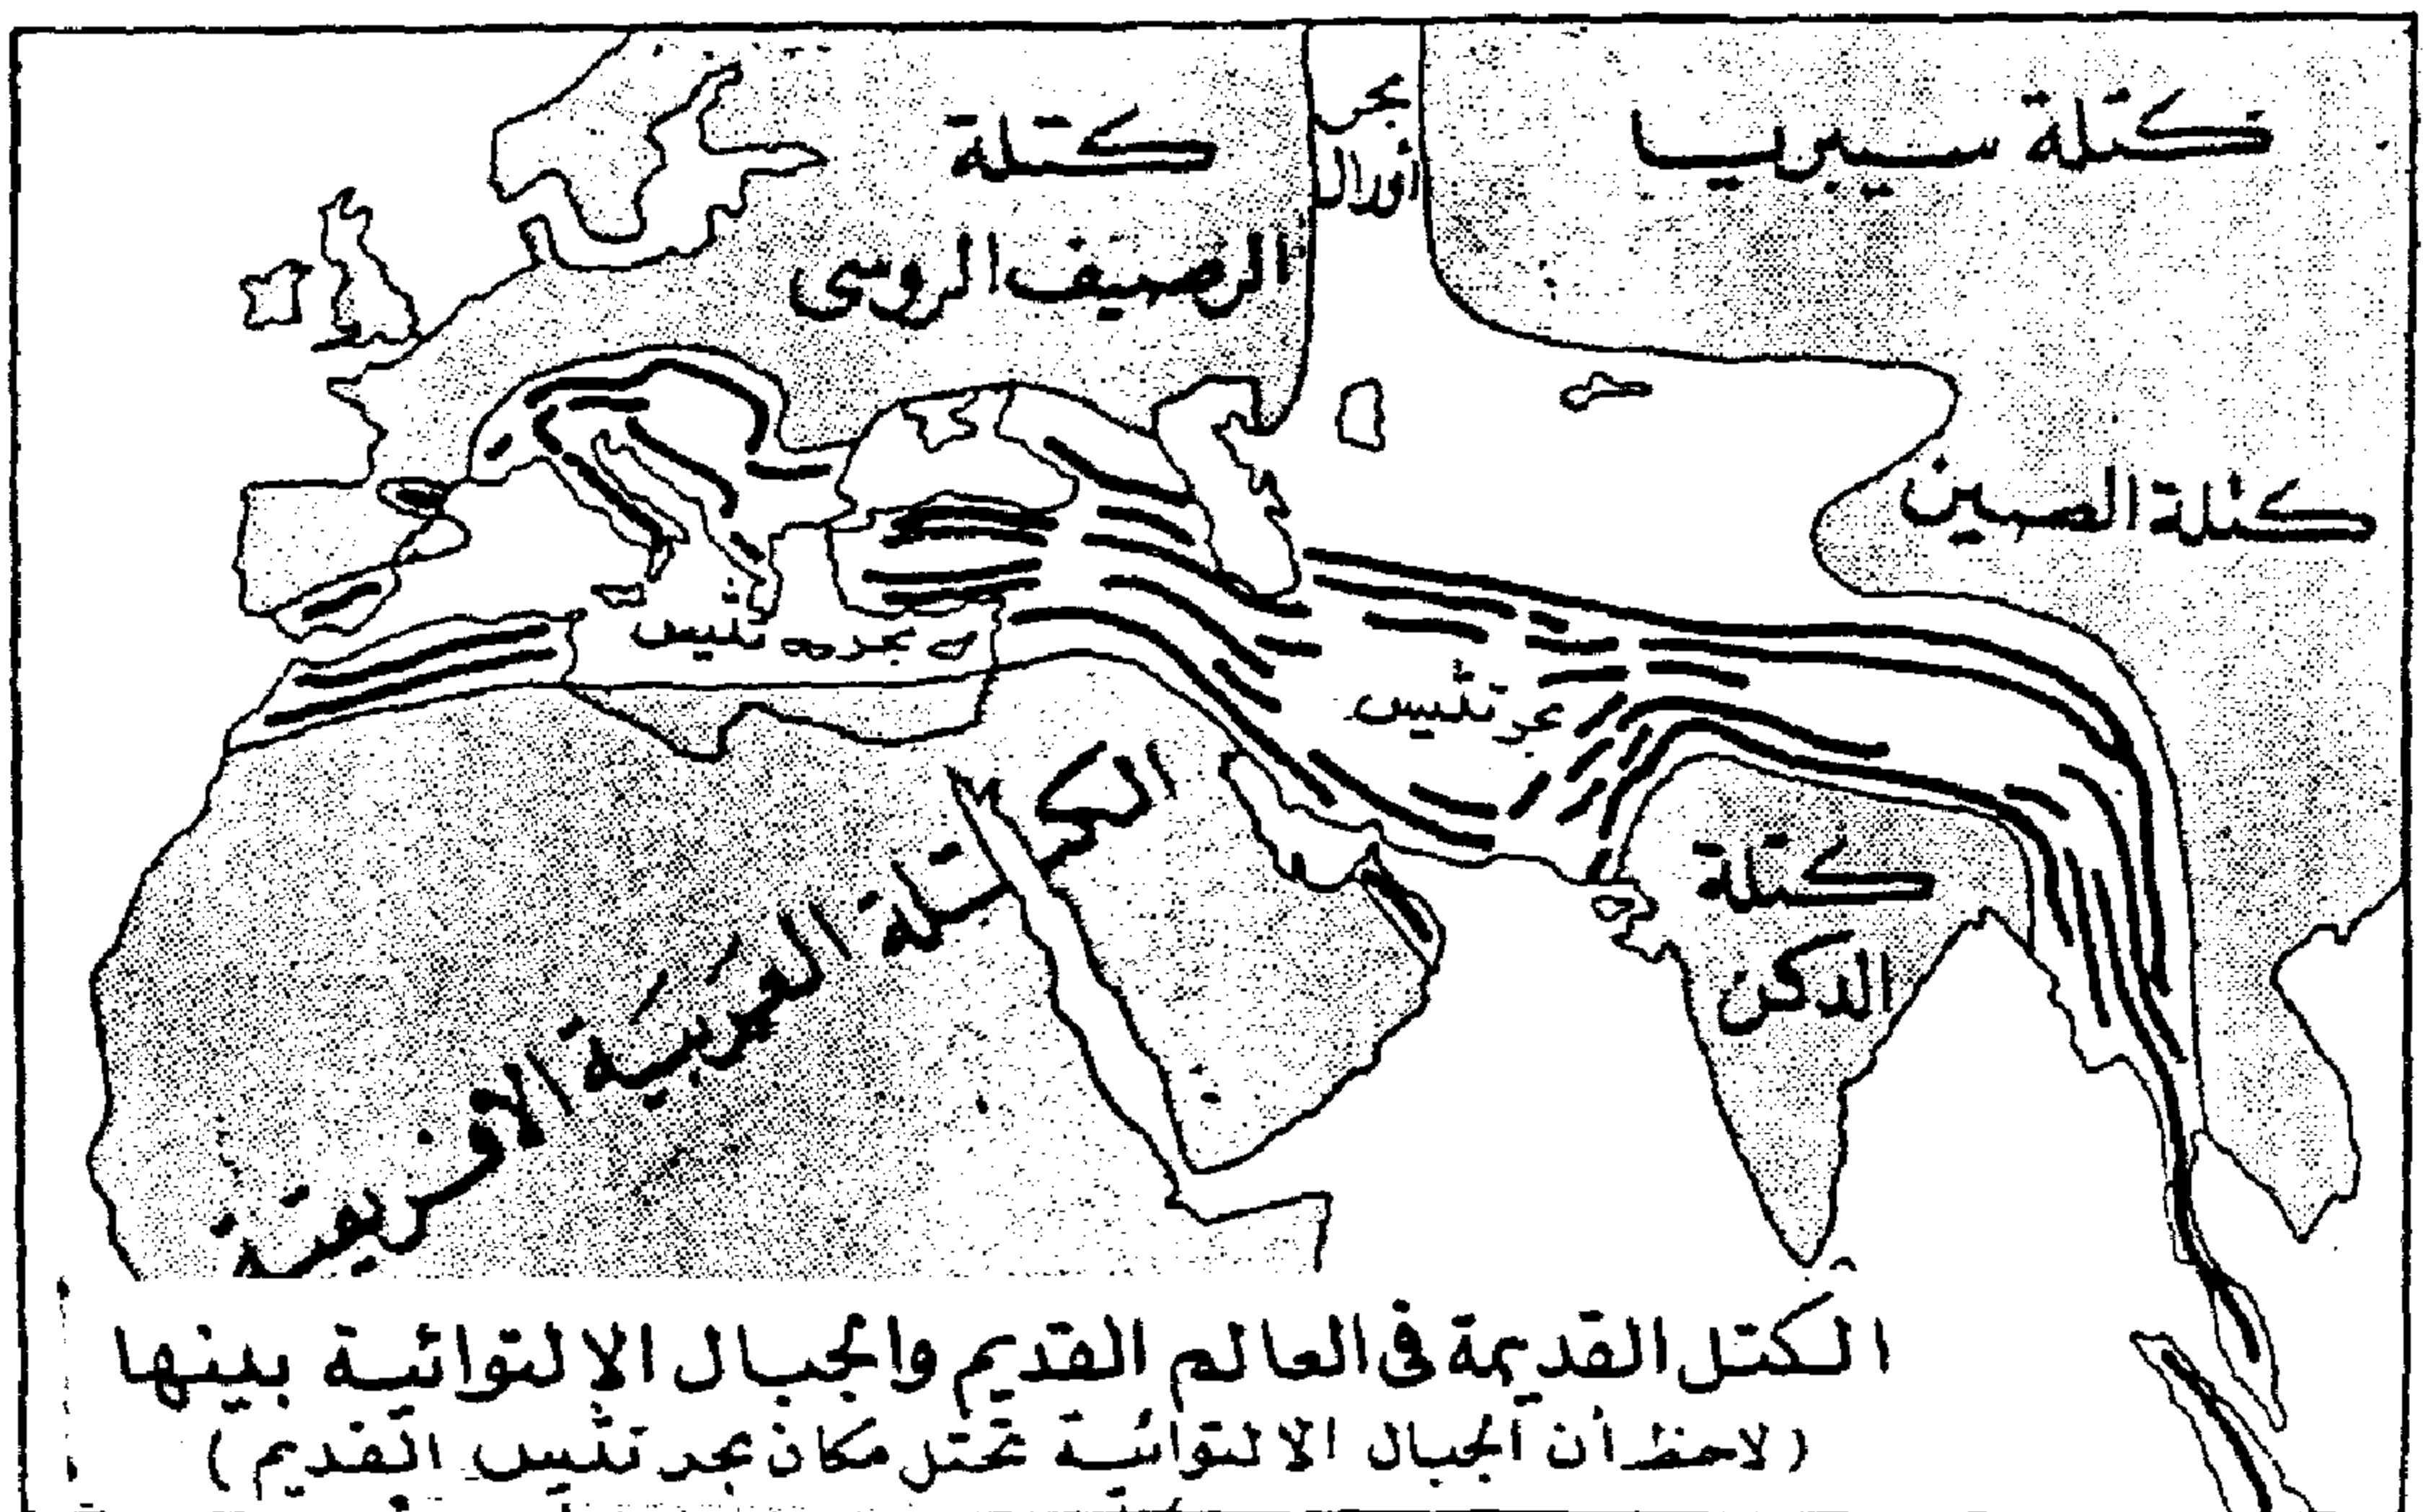 بحر
أورال
كتلة سيبريا
كتلة
الرصيف الروسى
كتلة الصين
بحر تثيس
بحر تثيس
الكتلة العربية الافريقية
كتلة
الدكن
الكتل القديمة فى العالم القديم والجبال الالتوائية بينها
(لاحظ أن الجبال الالتوائية تحتل مكان بحر تثيس القديم)